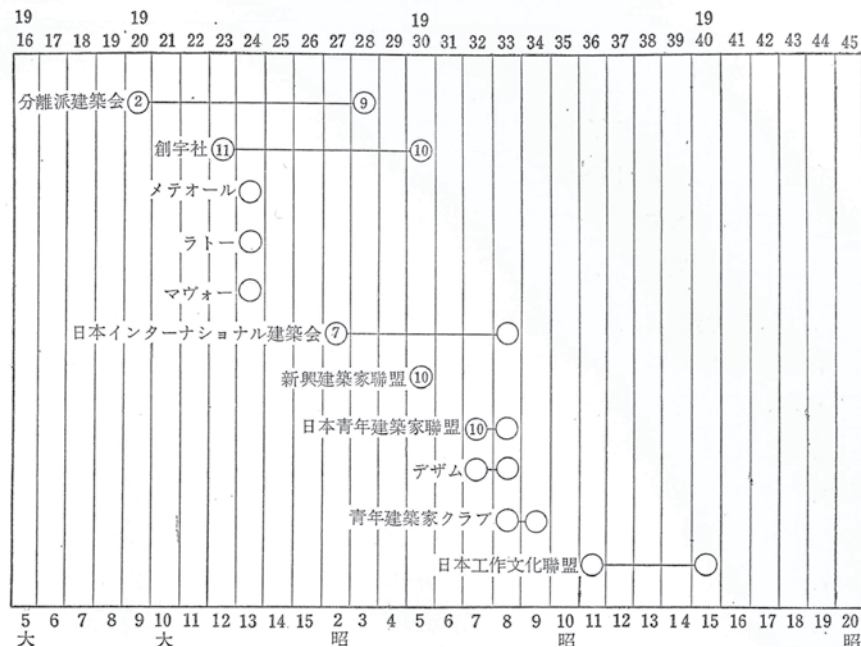 19 19 19 19
16 17 18 19 20 21 22 23 24 25 26 27 28 29 30 31 32 33 34 35 36 37 38 39 40 41 42 43 44 45
分離派建築会 ② ⑨
創宇社 ⑪ ⑩
メテオール
ラトー
マヴォー
日本インターナショナル建築会 ⑦
新興建築家聯盟 ⑩
日本青年建築家聯盟 ⑩
デザム
青年建築家クラブ
日本工作文化聯盟
5 6 7 8 9 10 11 12 13 14 15 2 3 4 5 6 7 8 9 10 11 12 13 14 15 16 17 18 19 20
大 大 昭 昭 昭